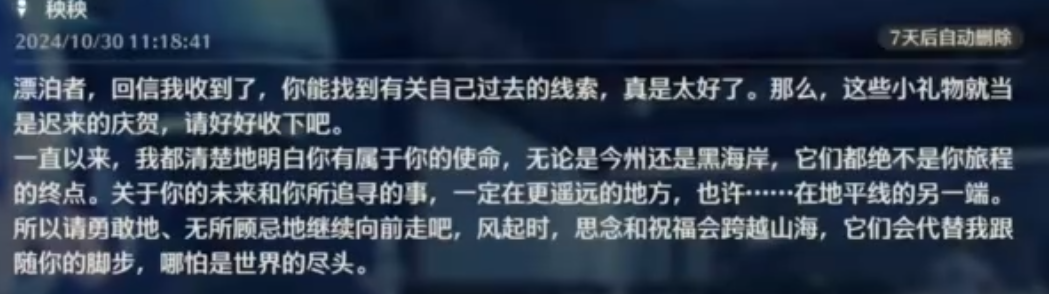 秧秧
2024/10/30 11:18:41
7天后自动删除
漂泊者，回信我收到了，你能找到有关自己过去的线索，真是太好了。那么，这些小礼物就当
是迟来的庆贺，请好好收下吧。
一直以来，我都清楚地明白你有属于你的使命，无论是今州还是黑海岸，它们都绝不是你旅程
的终点。关于你的未来和你所追寻的事，一定在更遥远的地方，也许······在地平线的另一端。
所以请勇敢地、无所顾忌地继续向前走吧，风起时，思念和祝福会跨越山海，它们会代替我跟
随你的脚步，哪怕是世界的尽头。